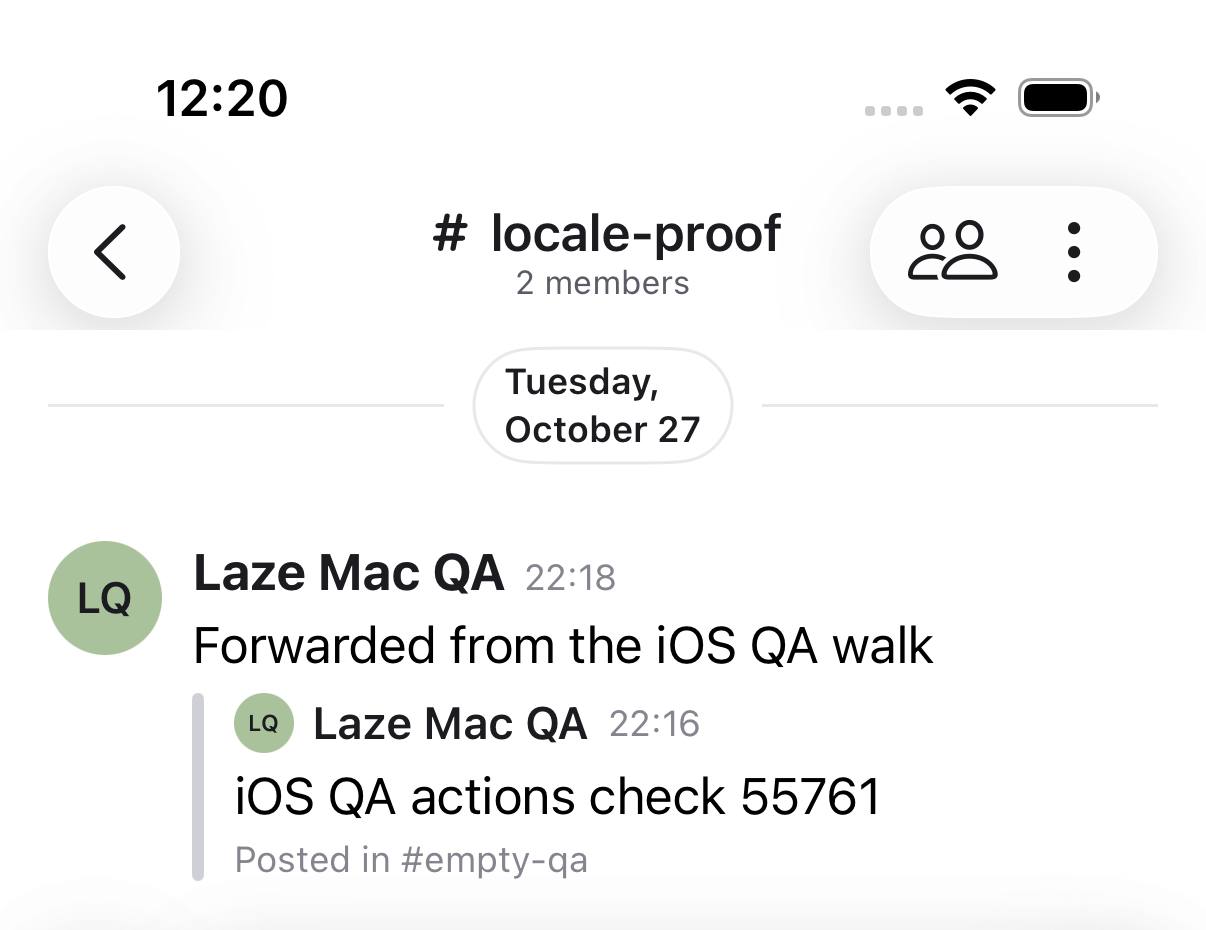 12:20
# locale-proof
2 members
Tuesday,
October 27
LQ Laze Mac QA 22:18
Forwarded from the iOS QA walk
LQ Laze Mac QA 22:16
iOS QA actions check 55761
Posted in #empty-qa